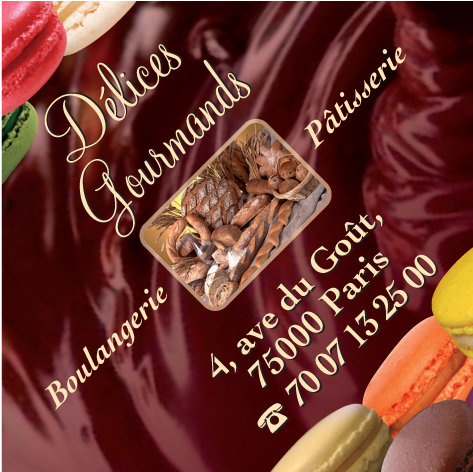 Délices
Gourmands
Boulangerie
Pâtisserie
4, ave du Goût,
75000 Paris
☎ 70 07 13 25 00